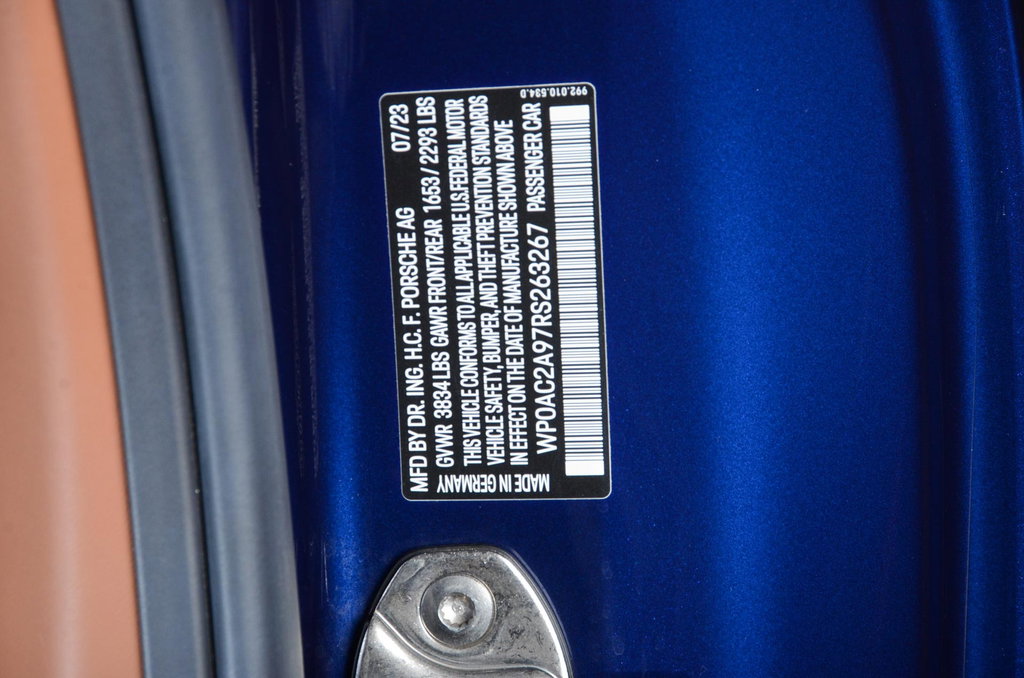 MFD BY DR. ING. H.C. F. PORSCHE AG 07/23
GVWR 3834 LBS GAWR FRONT/REAR 1653 / 2293 LBS
THIS VEHICLE CONFORMS TO ALL APPLICABLE U.S.FEDERAL MOTOR
VEHICLE SAFETY, BUMPER, AND THEFT PREVENTION STANDARDS
IN EFFECT ON THE DATE OF MANUFACTURE SHOWN ABOVE
WP0AC2A97RS263267 PASSENGER CAR
MADE IN GERMANY
992.010.534.D